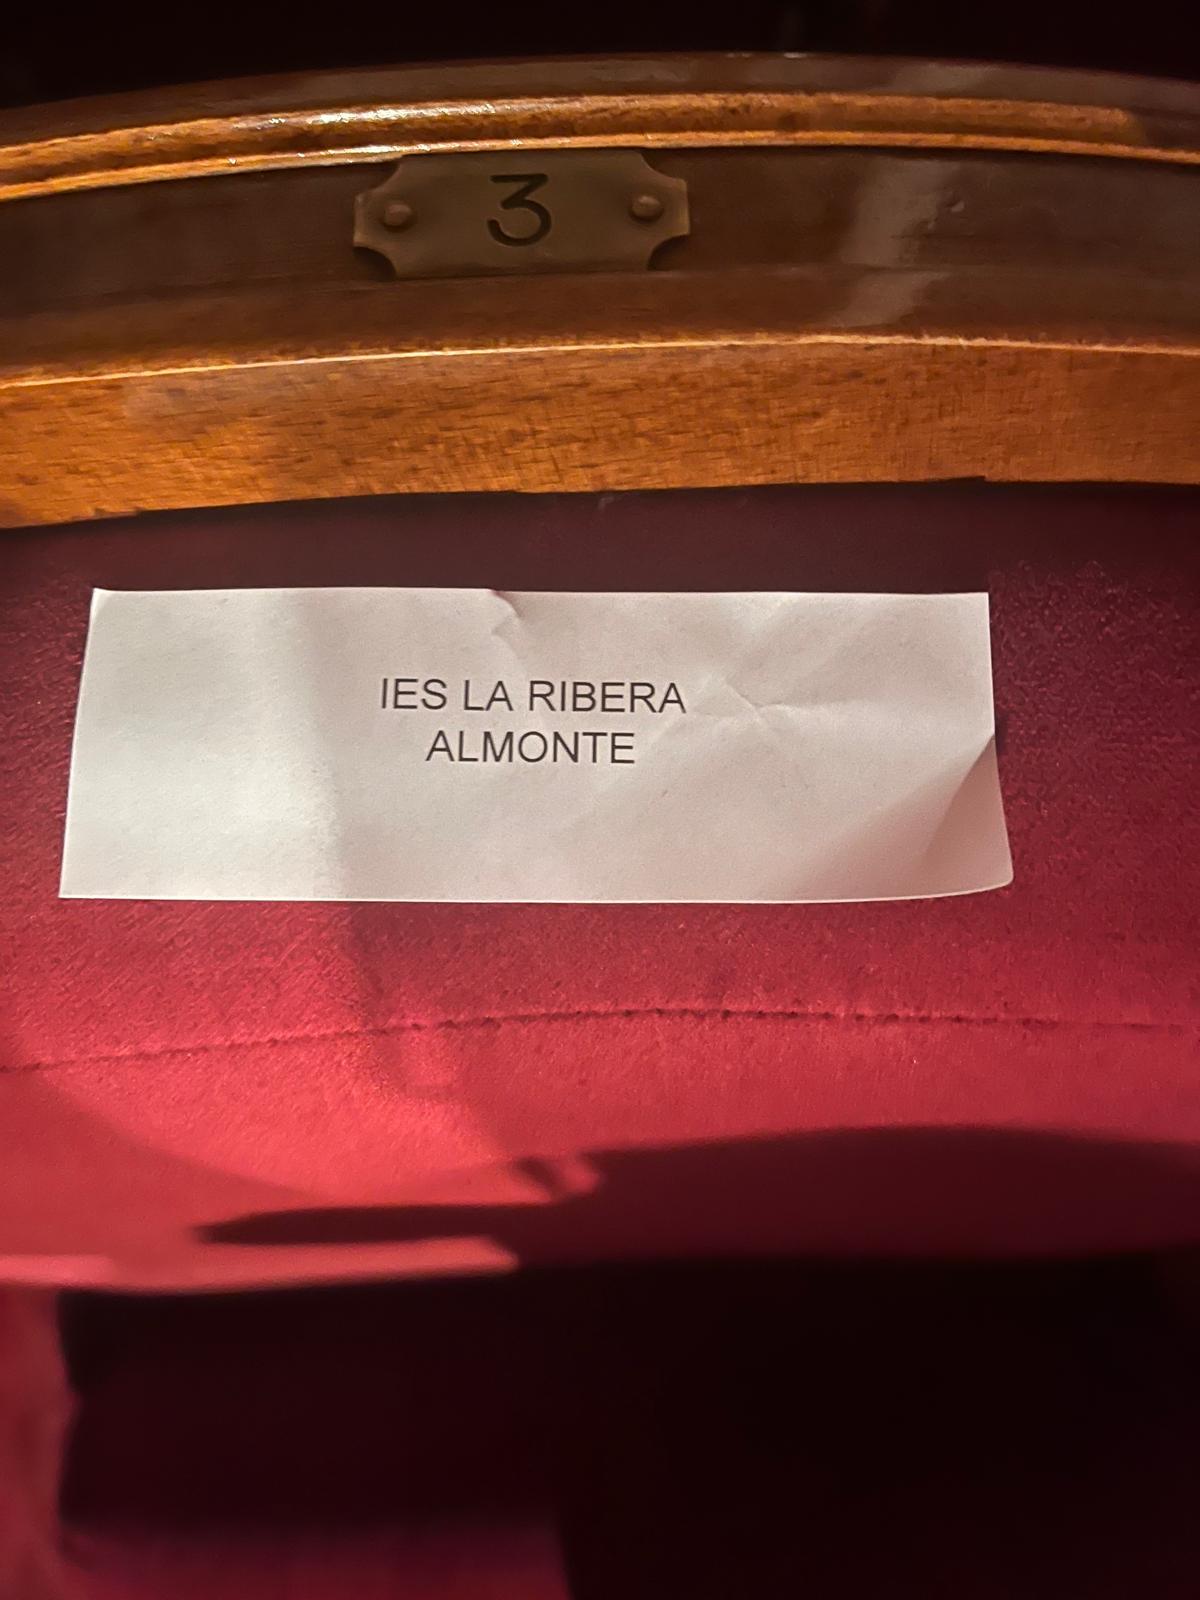 3
IES LA RIBERA
ALMONTE